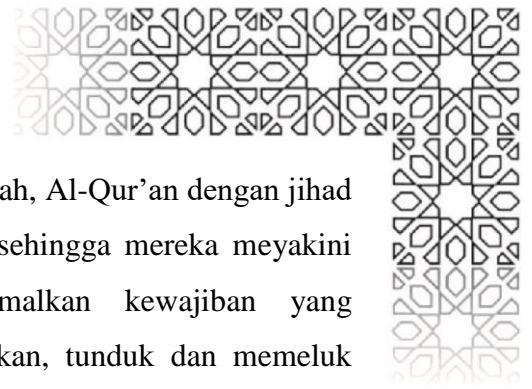 ah, Al-Qur’an dengan jihad
sehingga mereka meyakini
malkan kewajiban yang
kan, tunduk dan memeluk